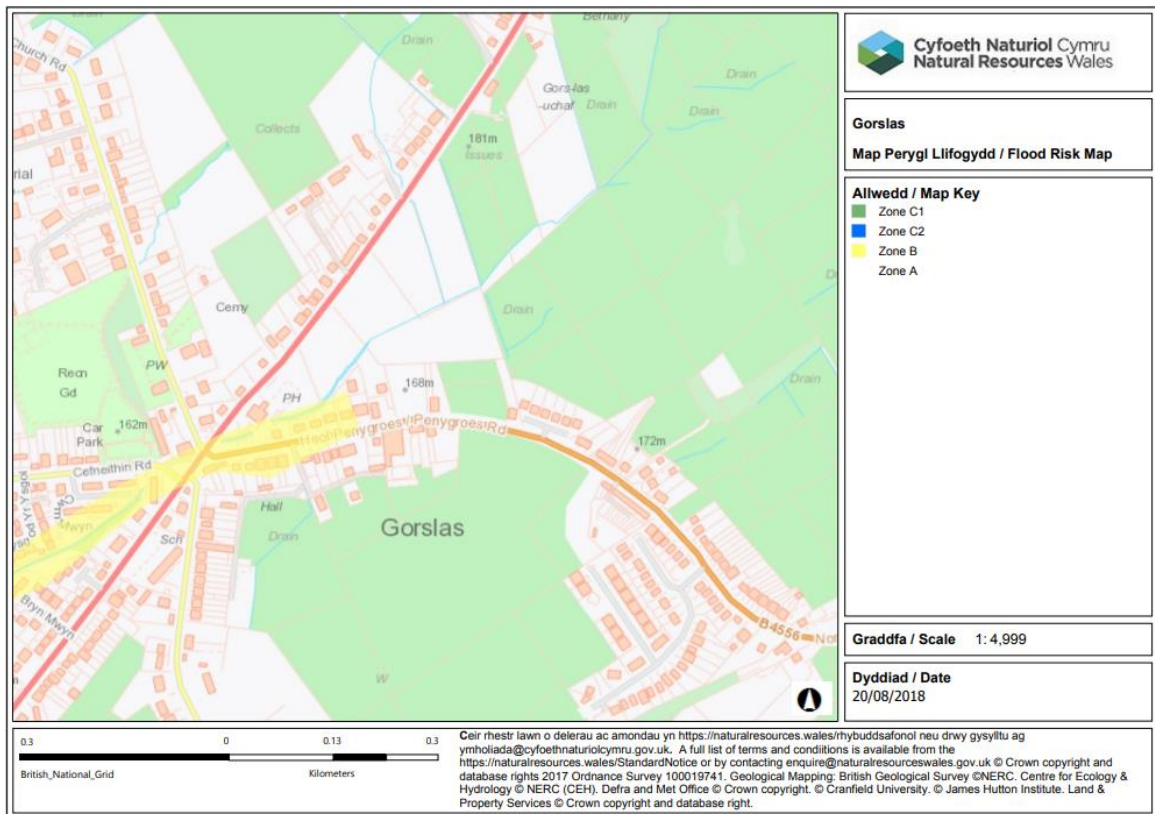 Drain
Bethany
Church Rd
Drain
Drain
Gors-las
-uchaf
Drain
Drain
Collects
181m
Issues
rial
Drain
Cemy
PW
Recn
Gd
PH
168m
Drain
Car
Park
162m
Penygroes Rd
172m
Cefneithin Rd
Hall
Drain
Gorslas
Mwyn
Sch
Bryn Mwyn
B4556
W
Cyfoeth Naturiol Cymru
Natural Resources Wales
Gorslas
Map Perygl Llifogydd / Flood Risk Map
Allwedd / Map Key
Zone C1
Zone C2
Zone B
Zone A
Graddfa / Scale 1: 4,999
Dyddiad / Date
20/08/2018
0.3 0 0.13 0.3
British_National_Grid Kilometers
Ceir rhestr lawn o delerau ac amondau yn https://naturalresources.wales/rhybuddsafonol neu drwy gysylltu ag
ymholiada@cyfoethnaturiolcymru.gov.uk. A full list of terms and condiitions is available from the
https://naturalresources.wales/StandardNotice or by contacting enquire@naturalresourceswales.gov.uk © Crown copyright and
database rights 2017 Ordnance Survey 100019741. Geological Mapping: British Geological Survey ©NERC. Centre for Ecology &
Hydrology © NERC (CEH). Defra and Met Office © Crown copyright. © Cranfield University. © James Hutton Institute. Land &
Property Services © Crown copyright and database right.